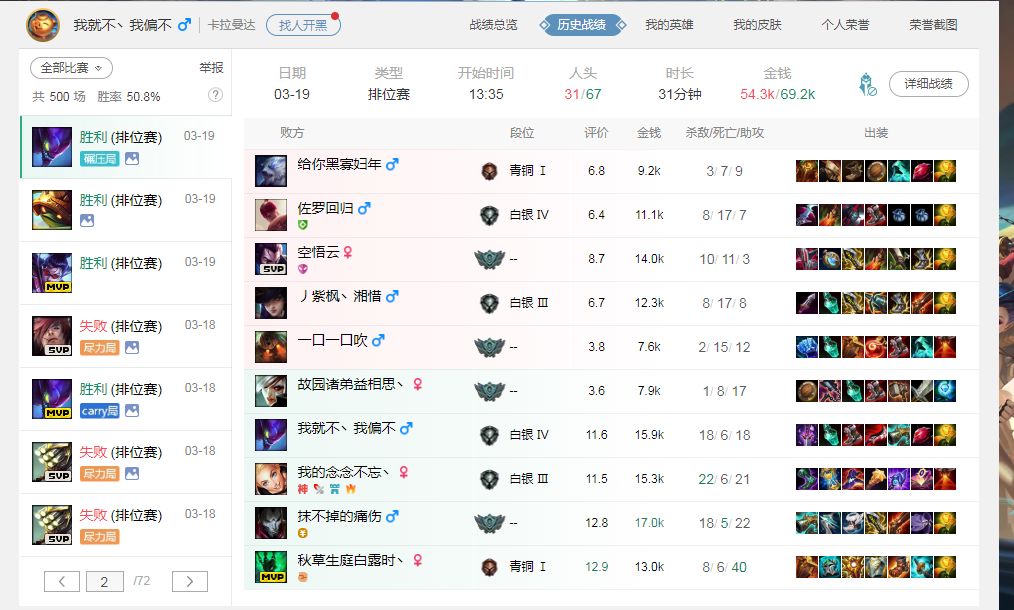 我就不丶我偏不 卡拉曼达 找人开黑 战绩总览 历史战绩 我的英雄 我的皮肤 个人荣誉 荣誉截图
全部比赛 举报
共 500 场 胜率 50.8% ?
胜利 (排位赛) 03-19
碾压局
胜利 (排位赛) 03-19
胜利 (排位赛) 03-19
MVP
失败 (排位赛) 03-18
SVP 尽力局
胜利 (排位赛) 03-18
MVP carry局
失败 (排位赛) 03-18
SVP 尽力局
失败 (排位赛) 03-18
SVP 尽力局
< 2 /72 >
日期 类型 开始时间 人头 时长 金钱
03-19 排位赛 13:35 31/67 31分钟 54.3k/69.2k 详细战绩
败方 段位 评价 金钱 杀敌/死亡/助攻 出装
给你黑寡妇年 青铜 I 6.8 9.2k 3/ 7/ 9
佐罗回归 白银 IV 6.4 11.1k 8/ 17/ 7
空悟云 -- 8.7 14.0k 10/ 11/ 3
SVP
丿紫枫丶湘惜 白银 III 6.7 12.3k 8/ 17/ 8
一口一口吹 -- 3.8 7.6k 2/ 15/ 12
故园诸弟益相思丶 -- 3.6 7.9k 1/ 8/ 17
我就不丶我偏不 白银 IV 11.6 15.9k 18/ 6/ 18
我的念念不忘丶 白银 III 11.5 15.3k 22/ 6/ 21
神
抹不掉的痛伤 -- 12.8 17.0k 18/ 5/ 22
秋草生庭白露时丶 青铜 I 12.9 13.0k 8/ 6/ 40
MVP